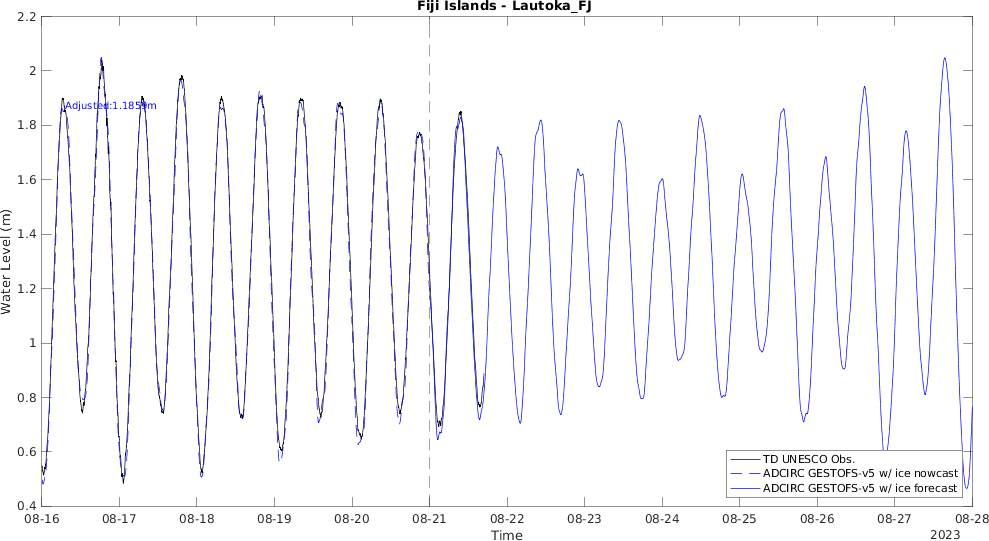 Fiji Islands - Lautoka_FJ
2.2
2
1.8
1.6
1.4
1.2
1
0.8
0.6
0.4
Water Level (m)
Adjusted:1.1859m
TD UNESCO Obs.
ADCIRC GESTOFS-v5 w/ ice nowcast
ADCIRC GESTOFS-v5 w/ ice forecast
08-16 08-17 08-18 08-19 08-20 08-21 08-22 08-23 08-24 08-25 08-26 08-27 08-28
Time
2023